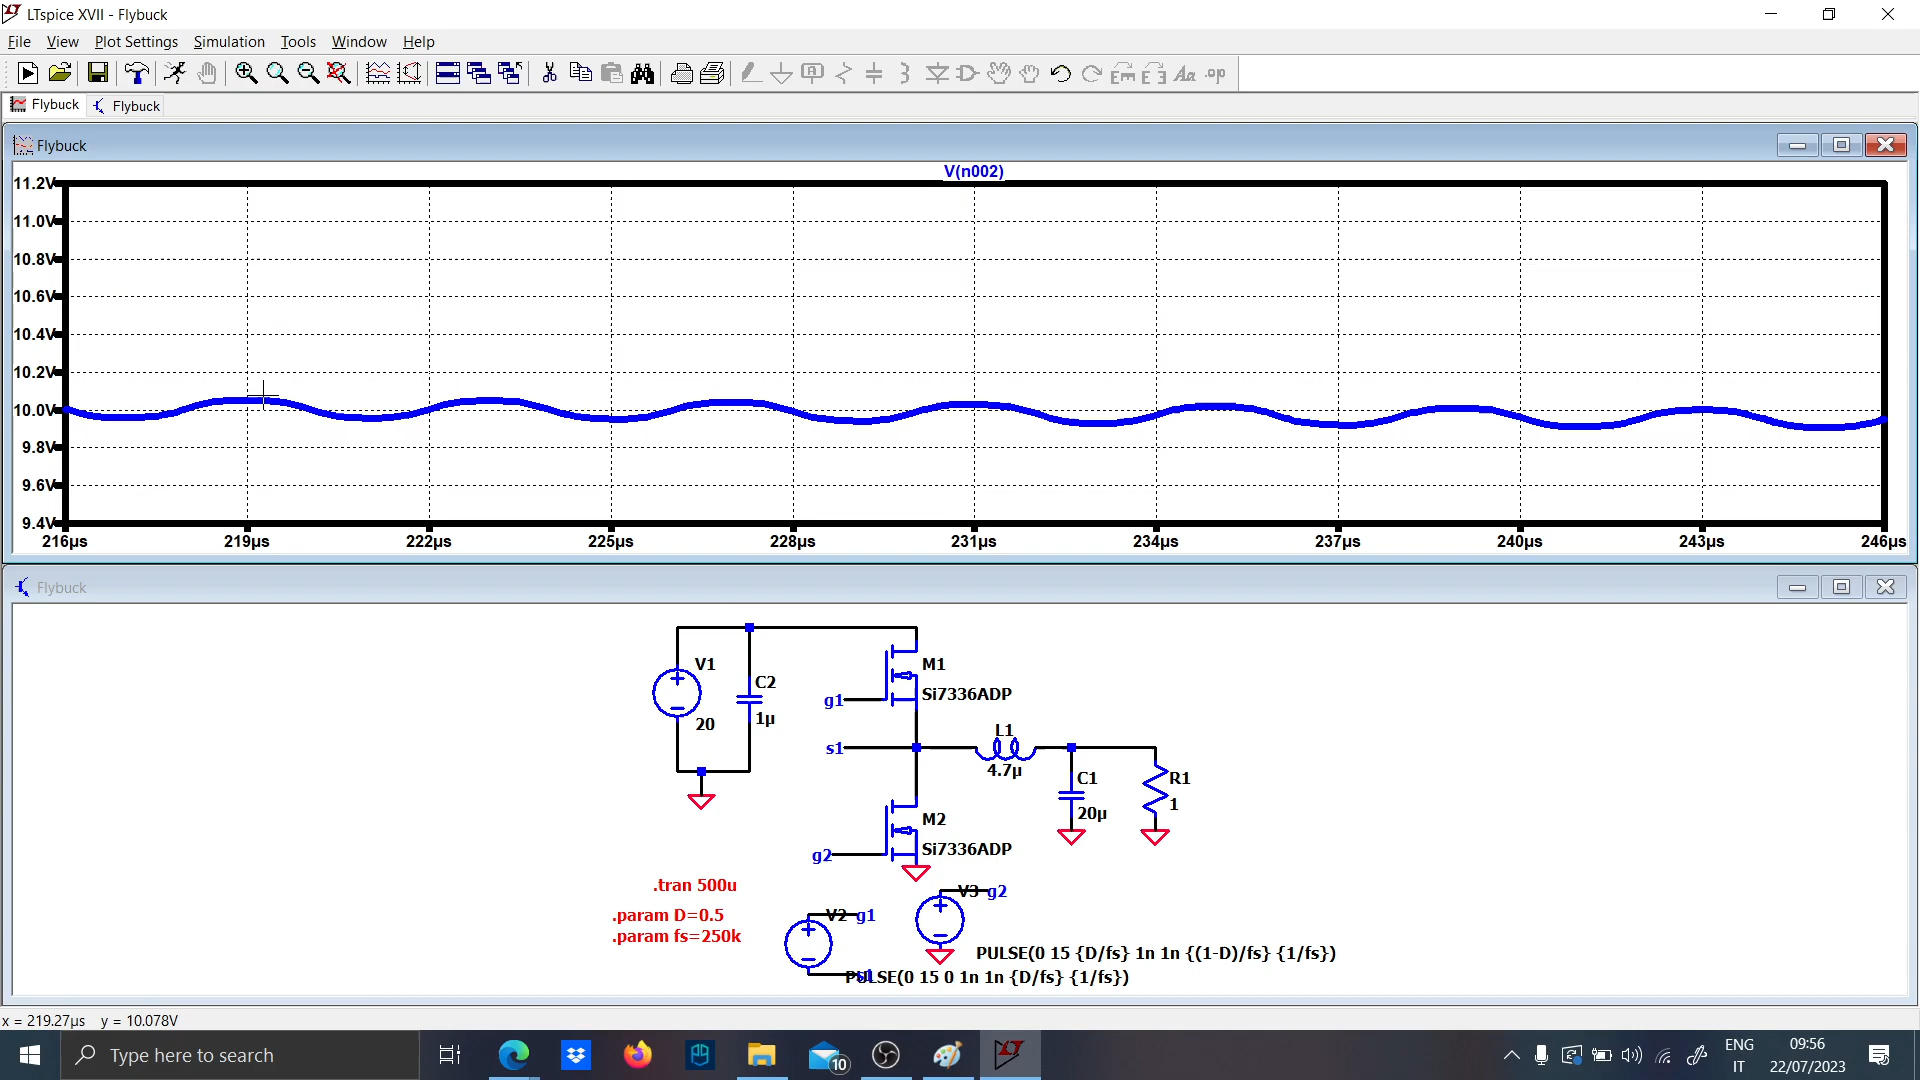 LTspice XVII - Flybuck
File View Plot Settings Simulation Tools Window Help
Flybuck Flybuck
Flybuck
V(n002)
11.2V
11.0V
10.8V
10.6V
10.4V
10.2V
10.0V
9.8V
9.6V
9.4V
216µs 219µs 222µs 225µs 228µs 231µs 234µs 237µs 240µs 243µs 246µs
Flybuck
V1
20
C2
1µ
M1
Si7336ADP
g1
s1
L1
4.7µ
C1
20µ
R1
1
M2
Si7336ADP
g2
.tran 500u
.param D=0.5
.param fs=250k
V2 g1
V3 g2
PULSE(0 15 {D/fs} 1n 1n {(1-D)/fs} {1/fs})
s1
PULSE(0 15 0 1n 1n {D/fs} {1/fs})
x = 219.27µs y = 10.078V
Type here to search
10
ENG
IT
09:56
22/07/2023